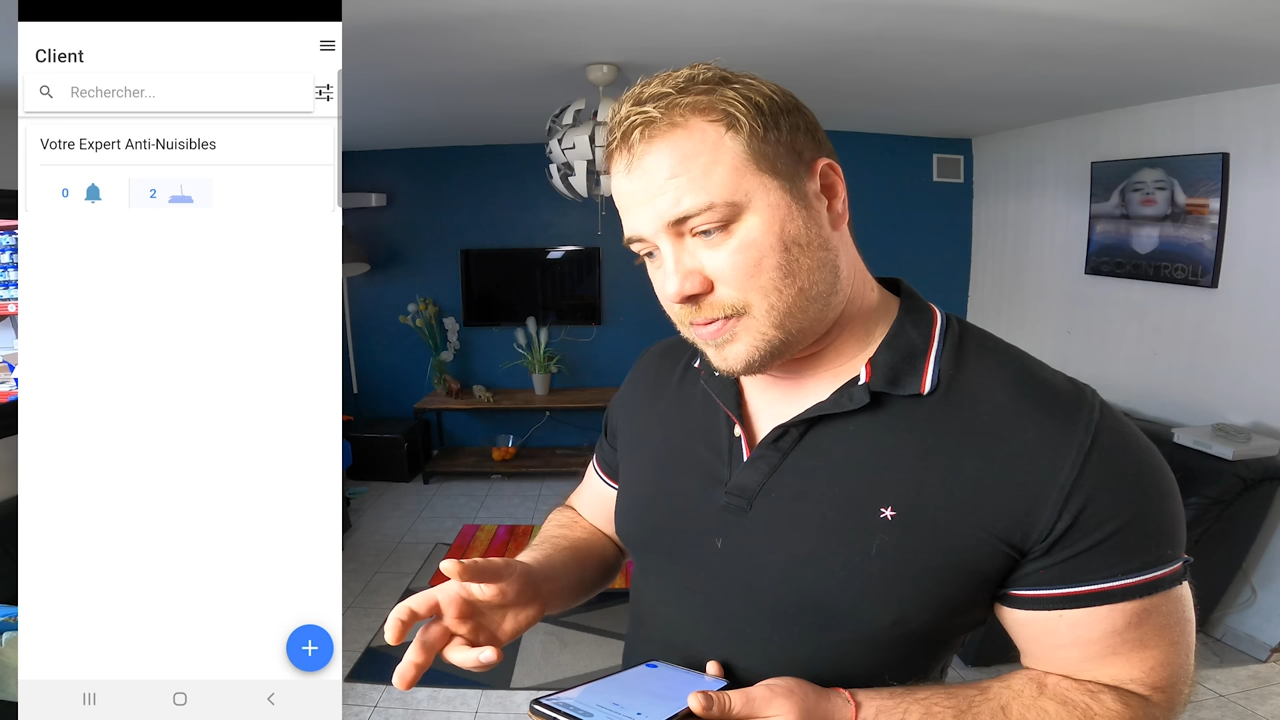 Client
Rechercher...
Votre Expert Anti-Nuisibles
0
2
ROCK'N'ROLL